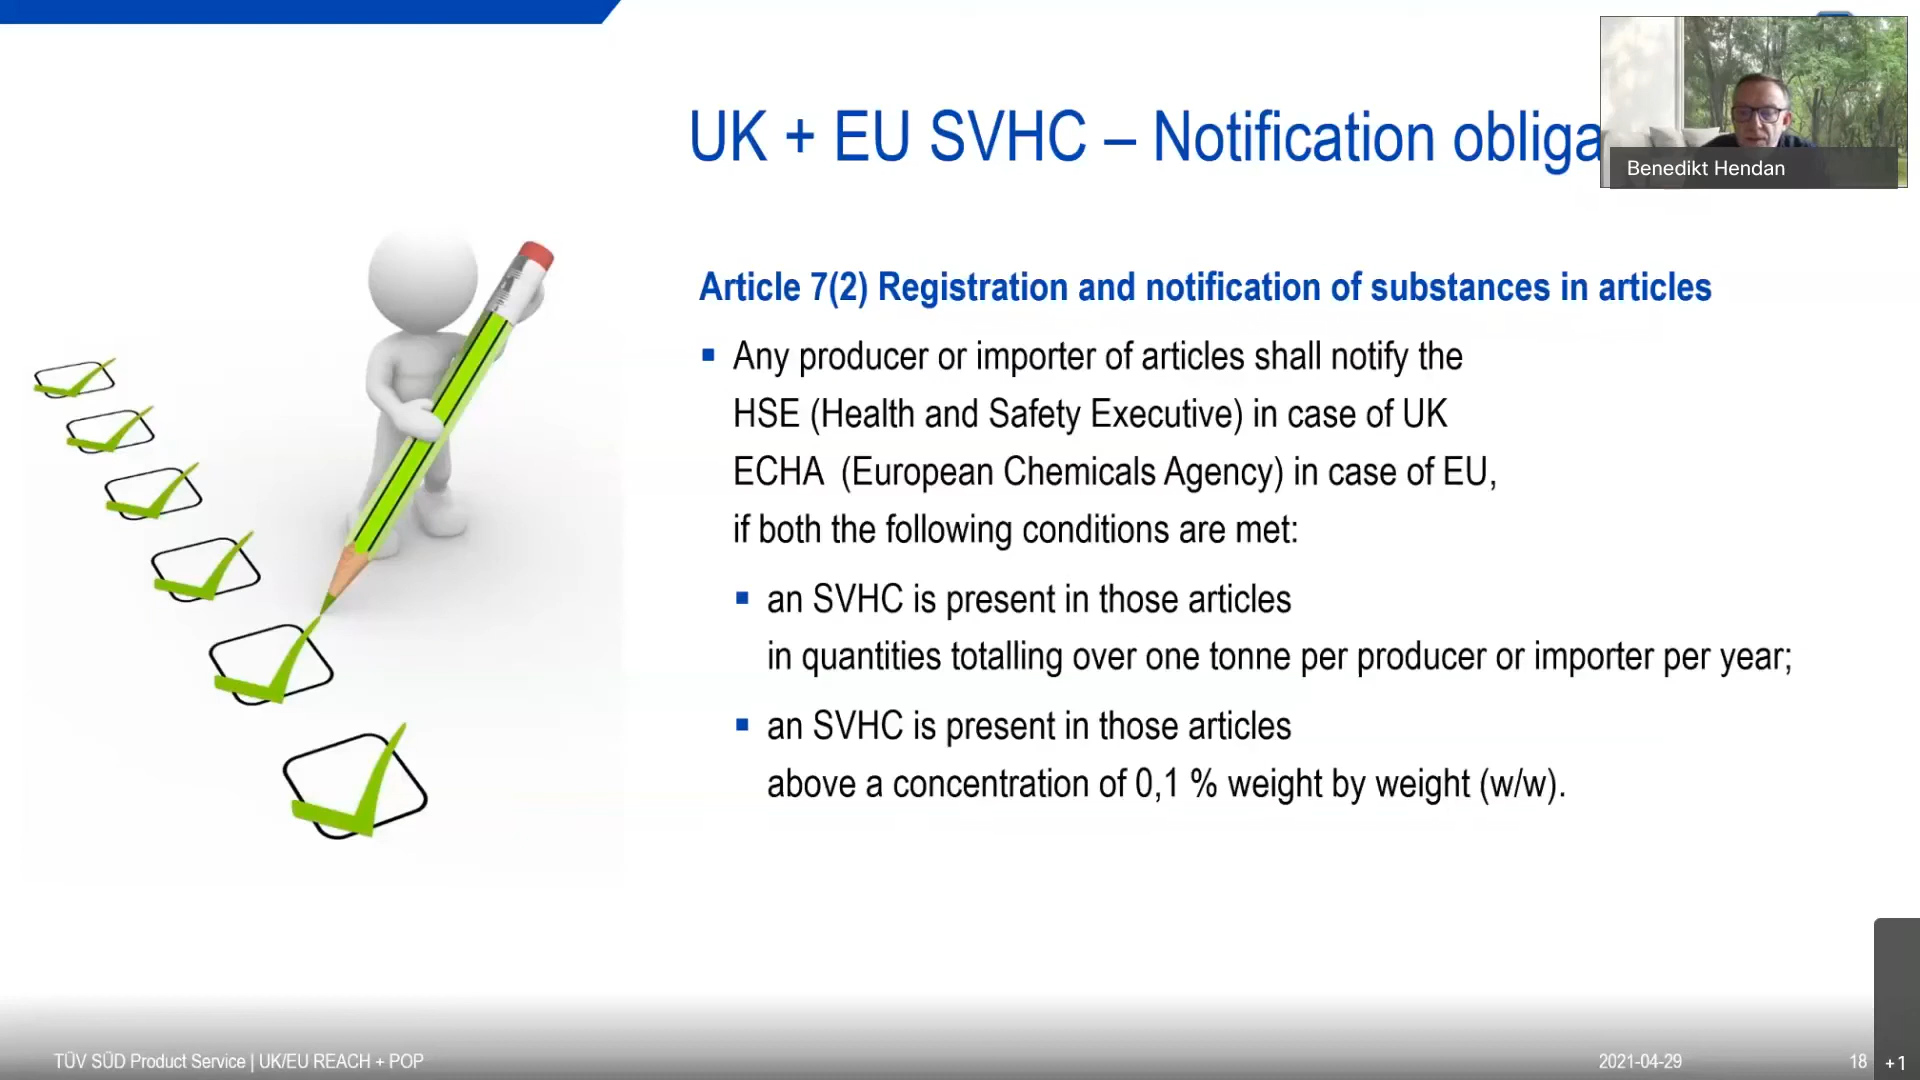 UK + EU SVHC – Notification obliga
Benedikt Hendan
Article 7(2) Registration and notification of substances in articles
Any producer or importer of articles shall notify the
HSE (Health and Safety Executive) in case of UK
ECHA (European Chemicals Agency) in case of EU,
if both the following conditions are met:
an SVHC is present in those articles
in quantities totalling over one tonne per producer or importer per year;
an SVHC is present in those articles
above a concentration of 0,1 % weight by weight (w/w).
TÜV SÜD Product Service | UK/EU REACH + POP
2021-04-29
18
+1